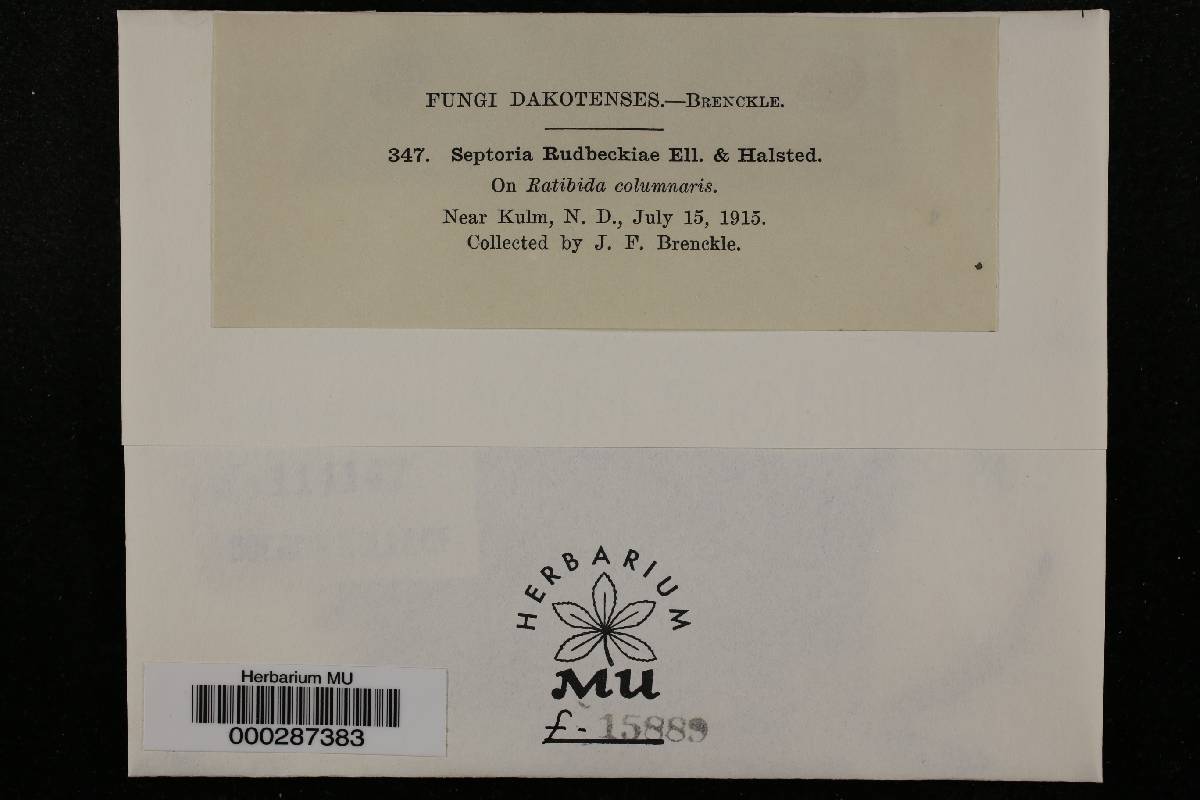 FUNGI DAKOTENSES.—BRENCKLE.
347. Septoria Rudbeckiae Ell. & Halsted.
On Ratibida columnaris.
Near Kulm, N. D., July 15, 1915.
Collected by J. F. Brenckle.
HERBARIUM
MU
f- 15889
Herbarium MU
000287383